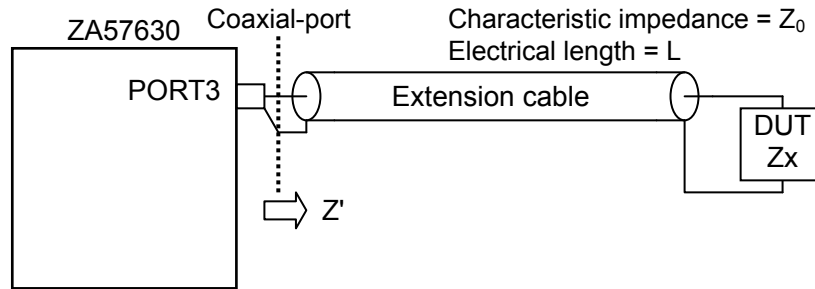 ZA57630
Coaxial-port
Characteristic impedance = Z₀
Electrical length = L
PORT3
Extension cable
DUT
Zx
Z'